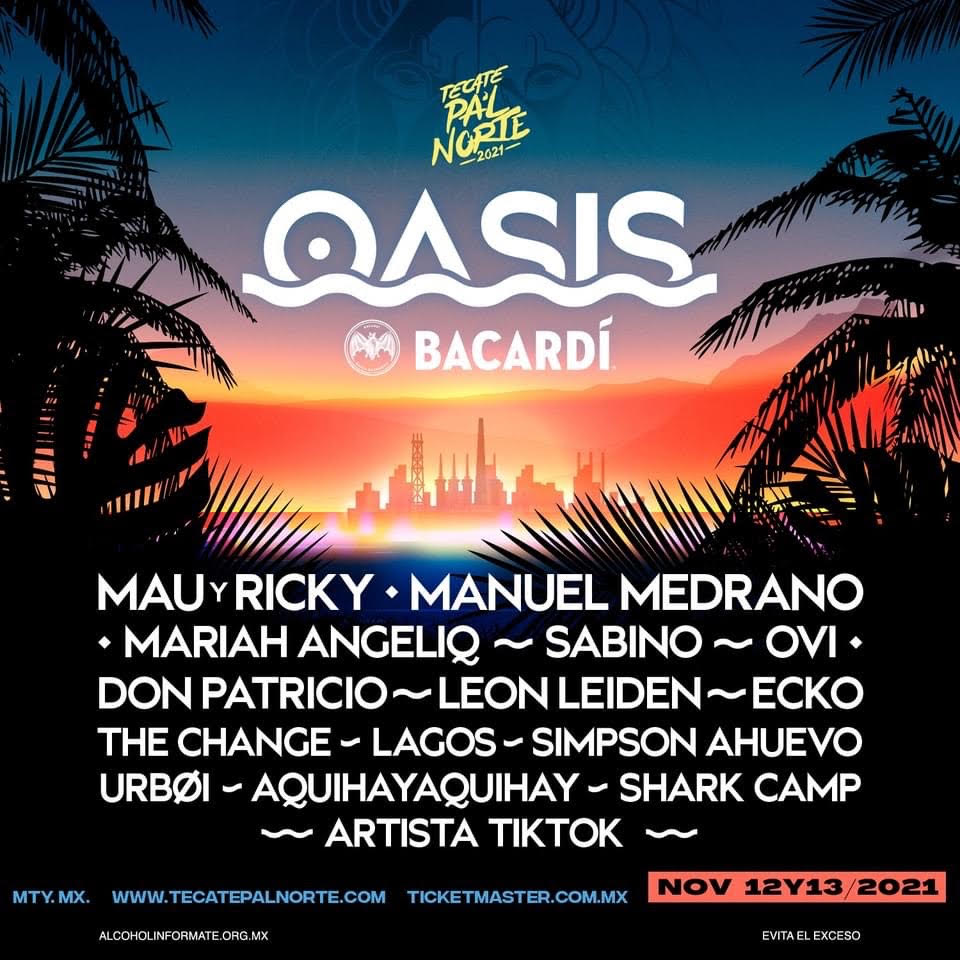 TECATE
PA'L
NORTE
2021
OASIS
BACARDÍ
MAU Y RICKY • MANUEL MEDRANO
• MARIAH ANGELIQ ~ SABINO ~ OVI •
DON PATRICIO ~ LEON LEIDEN ~ ECKO
THE CHANGE ~ LAGOS ~ SIMPSON AHUEVO
URBØI ~ AQUIHAYAQUIHAY ~ SHARK CAMP
~ ARTISTA TIKTOK ~
MTY. MX. WWW.TECATEPALNORTE.COM TICKETMASTER.COM.MX NOV 12Y13/2021
ALCOHOLINFORMATE.ORG.MX EVITA EL EXCESO